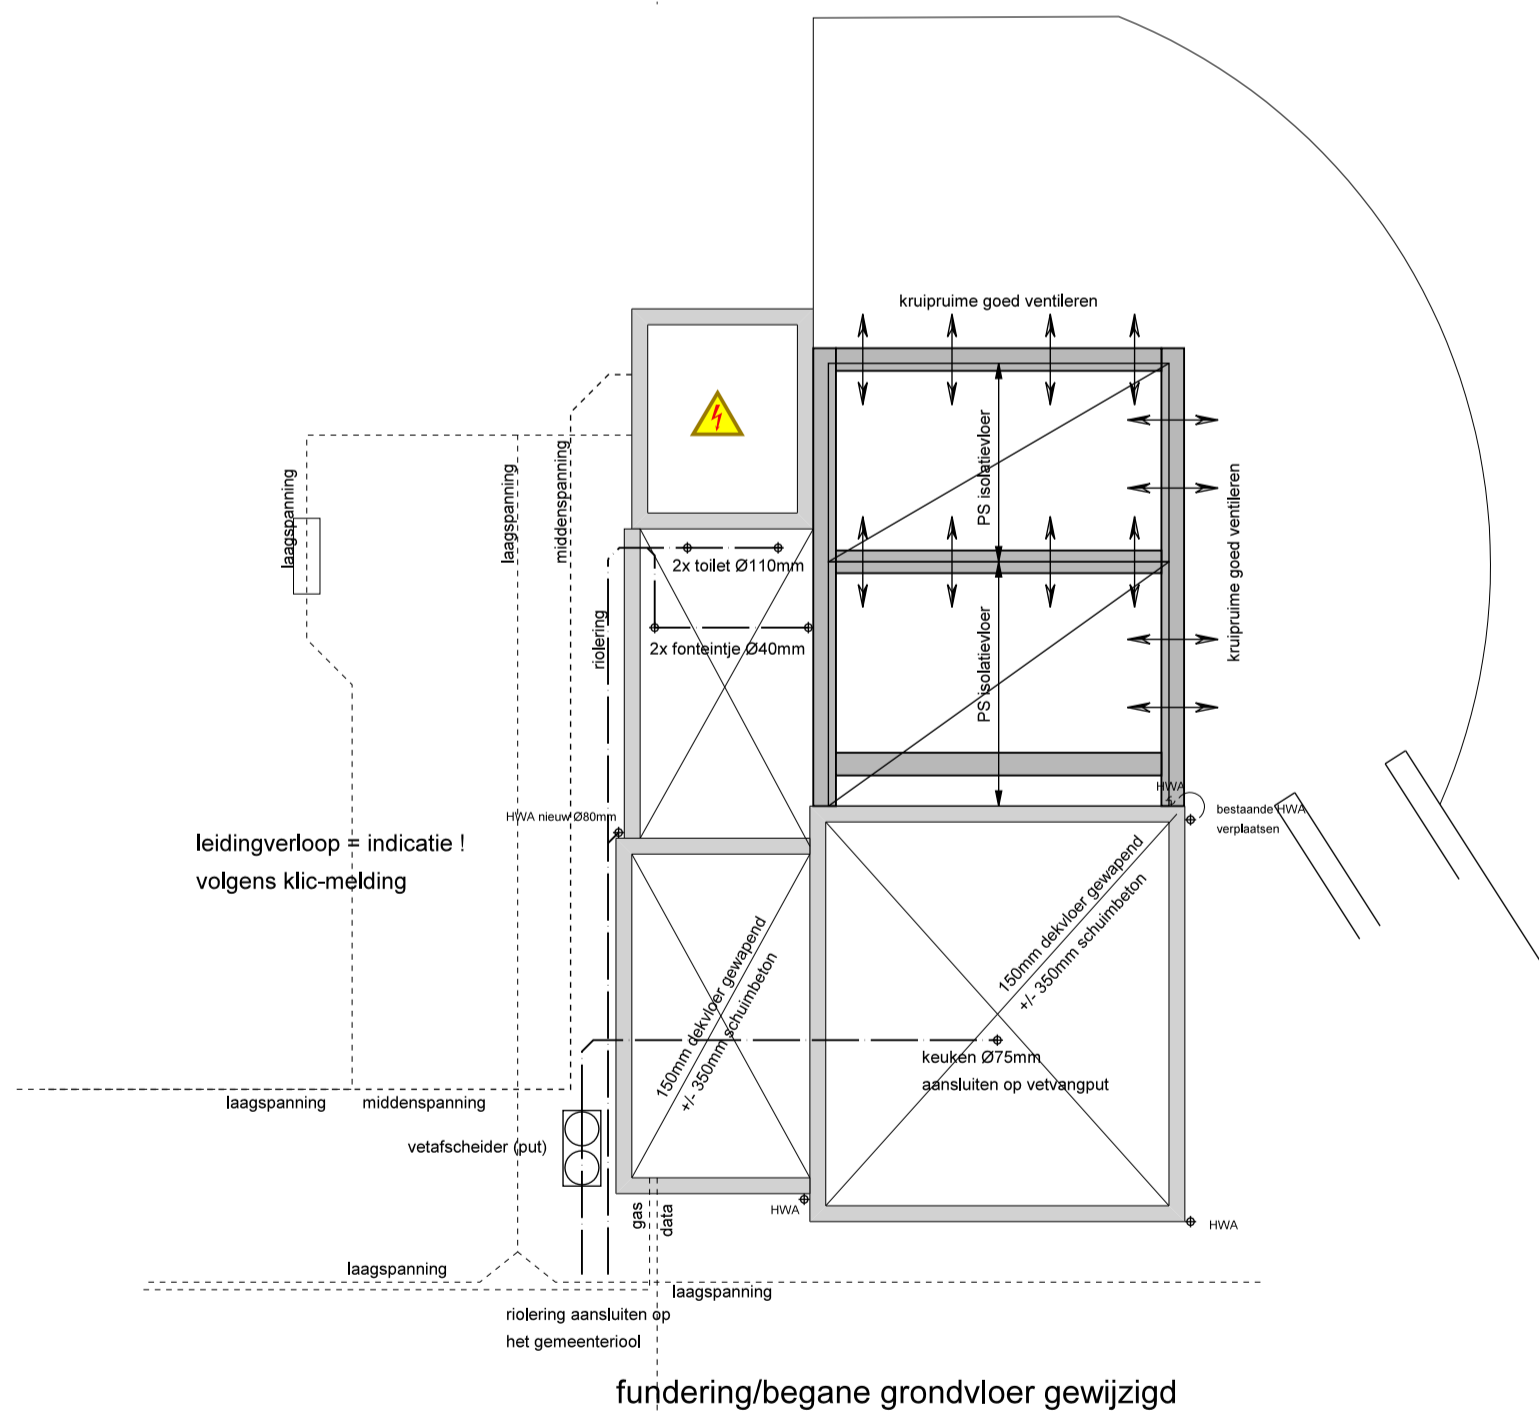 kruipruime goed ventileren
PS isolatievloer
kruipruime goed ventileren
laagspanning
laagspanning
middenspanning
2x toilet Ø110mm
riolering
2x fonteintje Ø40mm
PS isolatievloer
HWA
bestaande HWA
verplaatsen
HWA nieuw Ø80mm
leidingverloop = indicatie !
volgens klic-melding
150mm dekvloer gewapend
+/- 350mm schuimbeton
150mm dekvloer gewapend
+/- 350mm schuimbeton
keuken Ø75mm
aansluiten op vetvangput
laagspanning
middenspanning
vetafscheider (put)
gas
data
HWA
HWA
laagspanning
laagspanning
riolering aansluiten op
het gemeenteriool
fundering/begane grondvloer gewijzigd